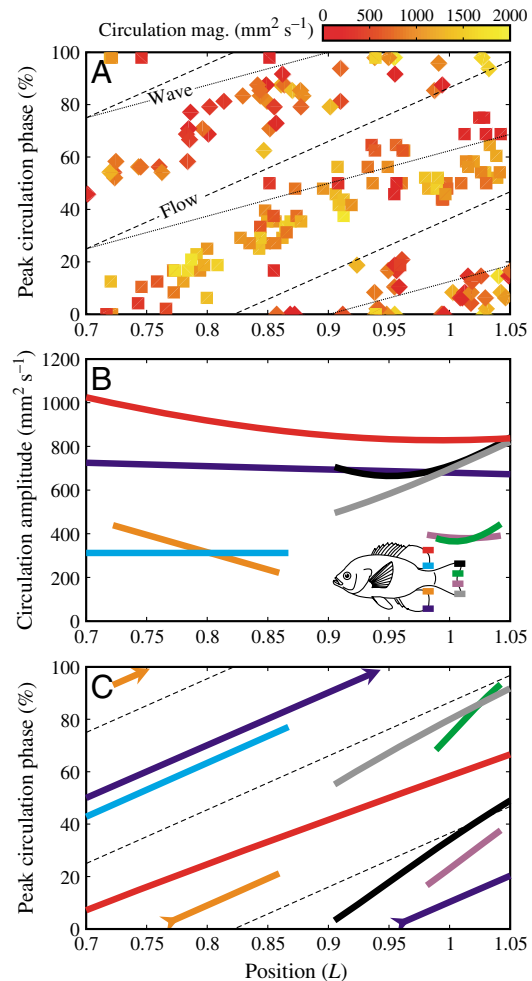 Circulation mag. (mm² s⁻¹)
0 500 1000 1500 2000
A
Wave
Flow
Peak circulation phase (%)
100
80
60
40
20
0
0.7 0.75 0.8 0.85 0.9 0.95 1 1.05
B
Circulation amplitude (mm² s⁻¹)
1200
1000
800
600
400
200
0
0.7 0.75 0.8 0.85 0.9 0.95 1 1.05
C
Peak circulation phase (%)
100
80
60
40
20
0
0.7 0.75 0.8 0.85 0.9 0.95 1 1.05
Position (L)